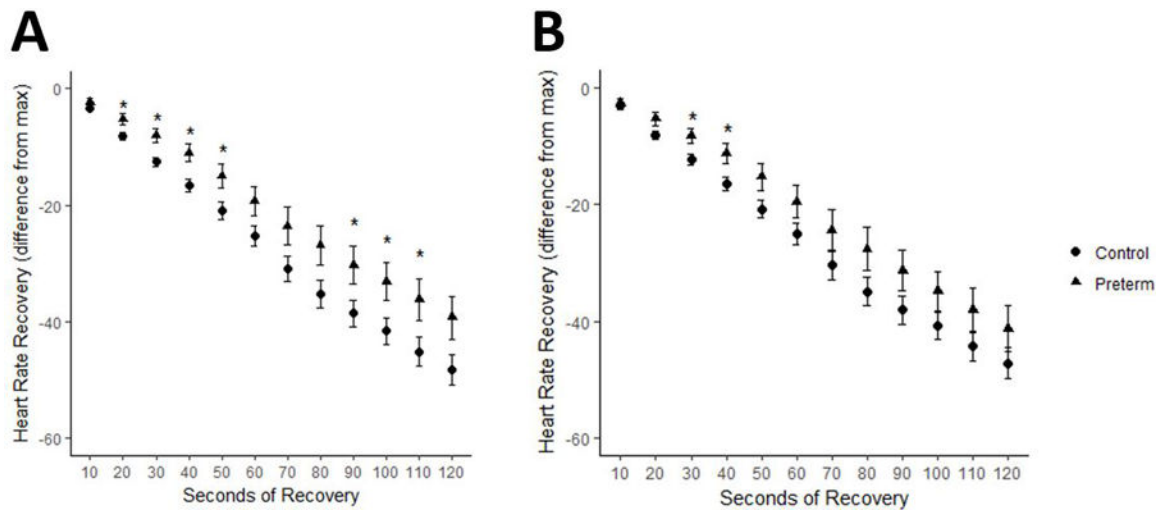 A
Heart Rate Recovery (difference from max)
0
-20
-40
-60
* * * * * * *
10 20 30 40 50 60 70 80 90 100 110 120
Seconds of Recovery
B
Heart Rate Recovery (difference from max)
0
-20
-40
-60
* *
10 20 30 40 50 60 70 80 90 100 110 120
Seconds of Recovery
Control
Preterm